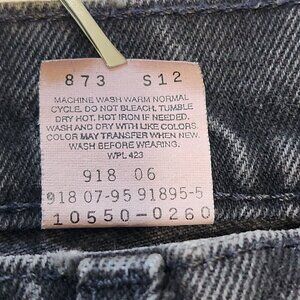 873 S12
MACHINE WASH WARM NORMAL
CYCLE. DO NOT BLEACH. TUMBLE
DRY HOT. HOT IRON IF NEEDED.
WASH AND DRY WITH LIKE COLORS.
COLOR MAY TRANSFER WHEN NEW.
WASH BEFORE WEARING.
WPL 423
918 06
918 07-95 91895-5
10550-0260